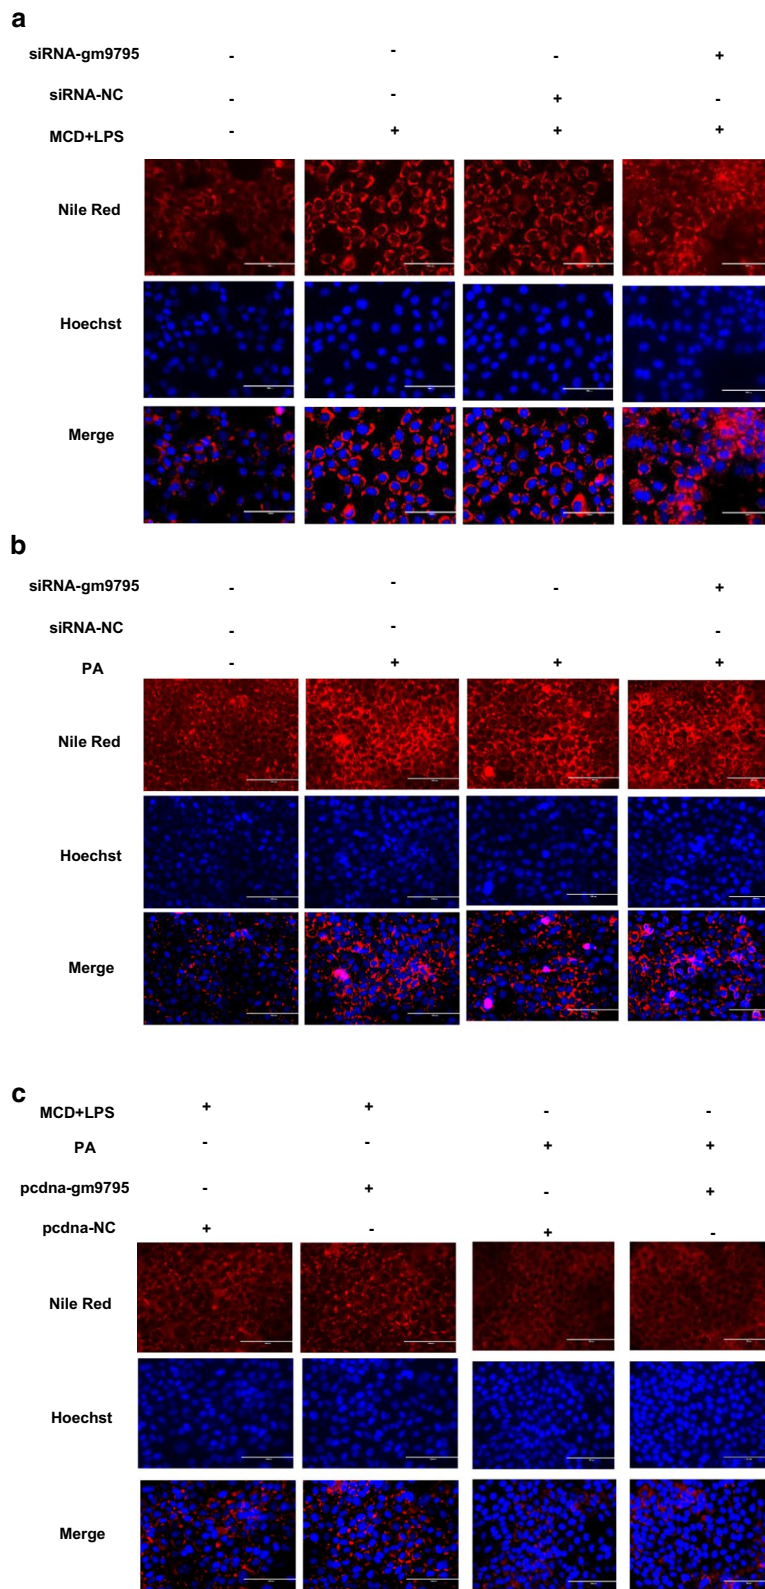 a
siRNA-gm9795 - - - +
siRNA-NC - - + -
MCD+LPS - + + +
Nile Red
Hoechst
Merge
b
siRNA-gm9795 - - - +
siRNA-NC - - -
PA - + + +
Nile Red
Hoechst
Merge
c
MCD+LPS + + - -
PA - - + +
pcdna-gm9795 - + - +
pcdna-NC + - + -
Nile Red
Hoechst
Merge